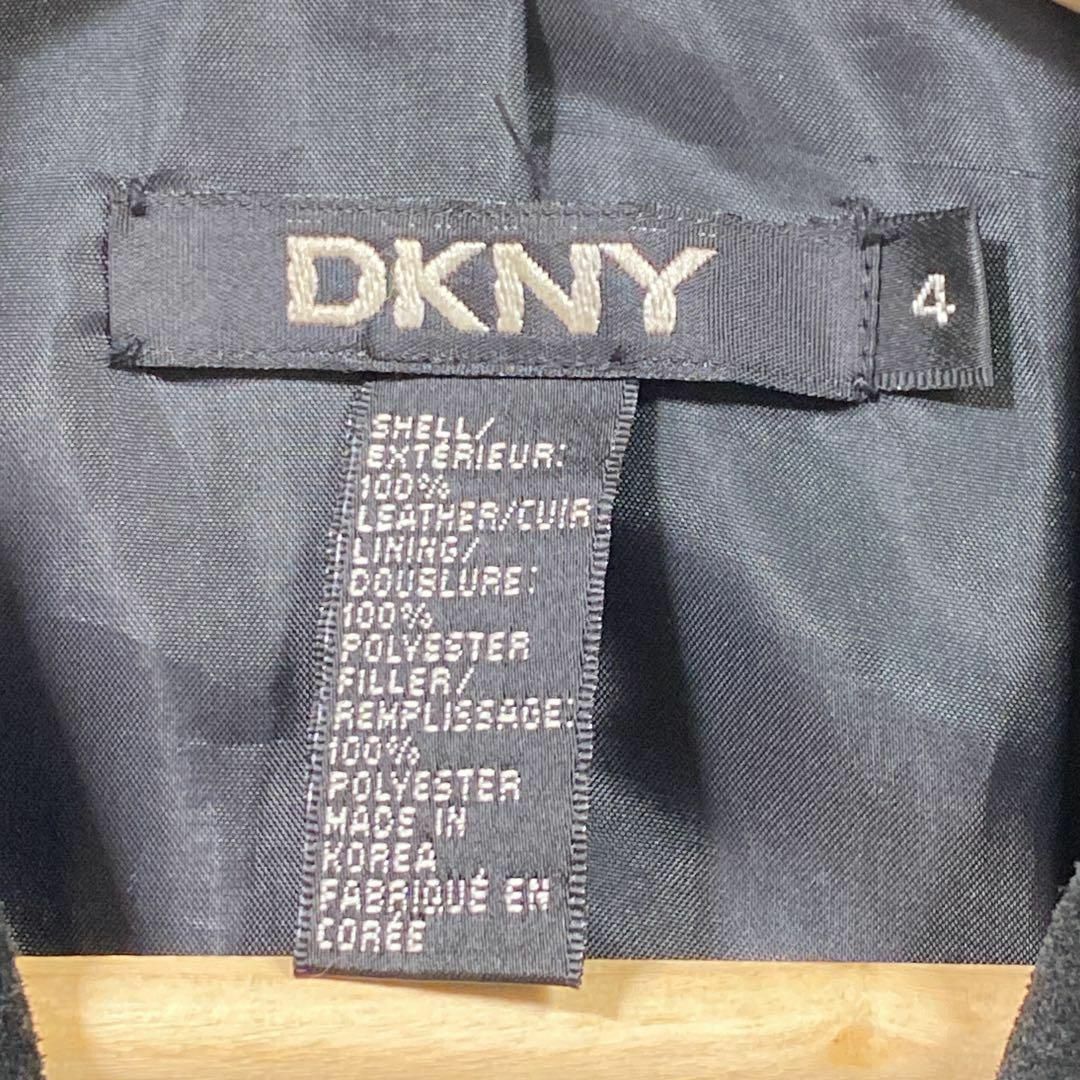 DKNY
4
SHELL/
EXTÉRIEUR:
100%
LEATHER/CUIR
LINING/
DOUBLURE:
100%
POLYESTER
FILLER/
REMPLISSAGE:
100%
POLYESTER
MADE IN
KOREA
FABRIQUÉ EN
CORÉE